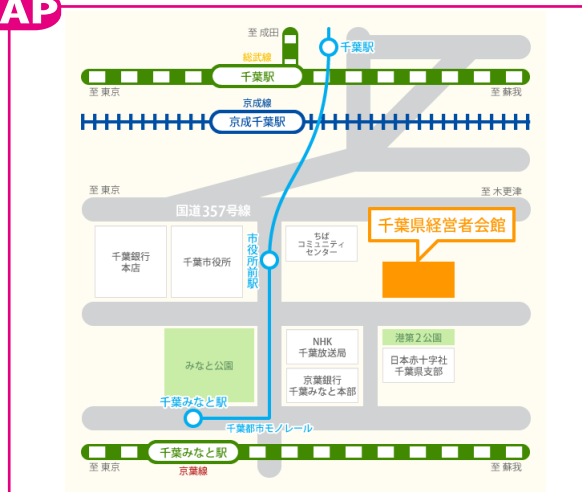 AP
至 成田
千葉駅
総武線
千葉駅
至 東京
至 蘇我
京成線
京成千葉駅
至 東京
至 木更津
国道357号線
千葉県経営者会館
市役所前駅
ちば
コミュニティ
センター
千葉銀行
本店
千葉市役所
みなと公園
NHK
千葉放送局
港第2公園
日本赤十字社
千葉県支部
京葉銀行
千葉みなと本部
千葉みなと駅
千葉都市モノレール
千葉みなと駅
至 東京
京葉線
至 蘇我